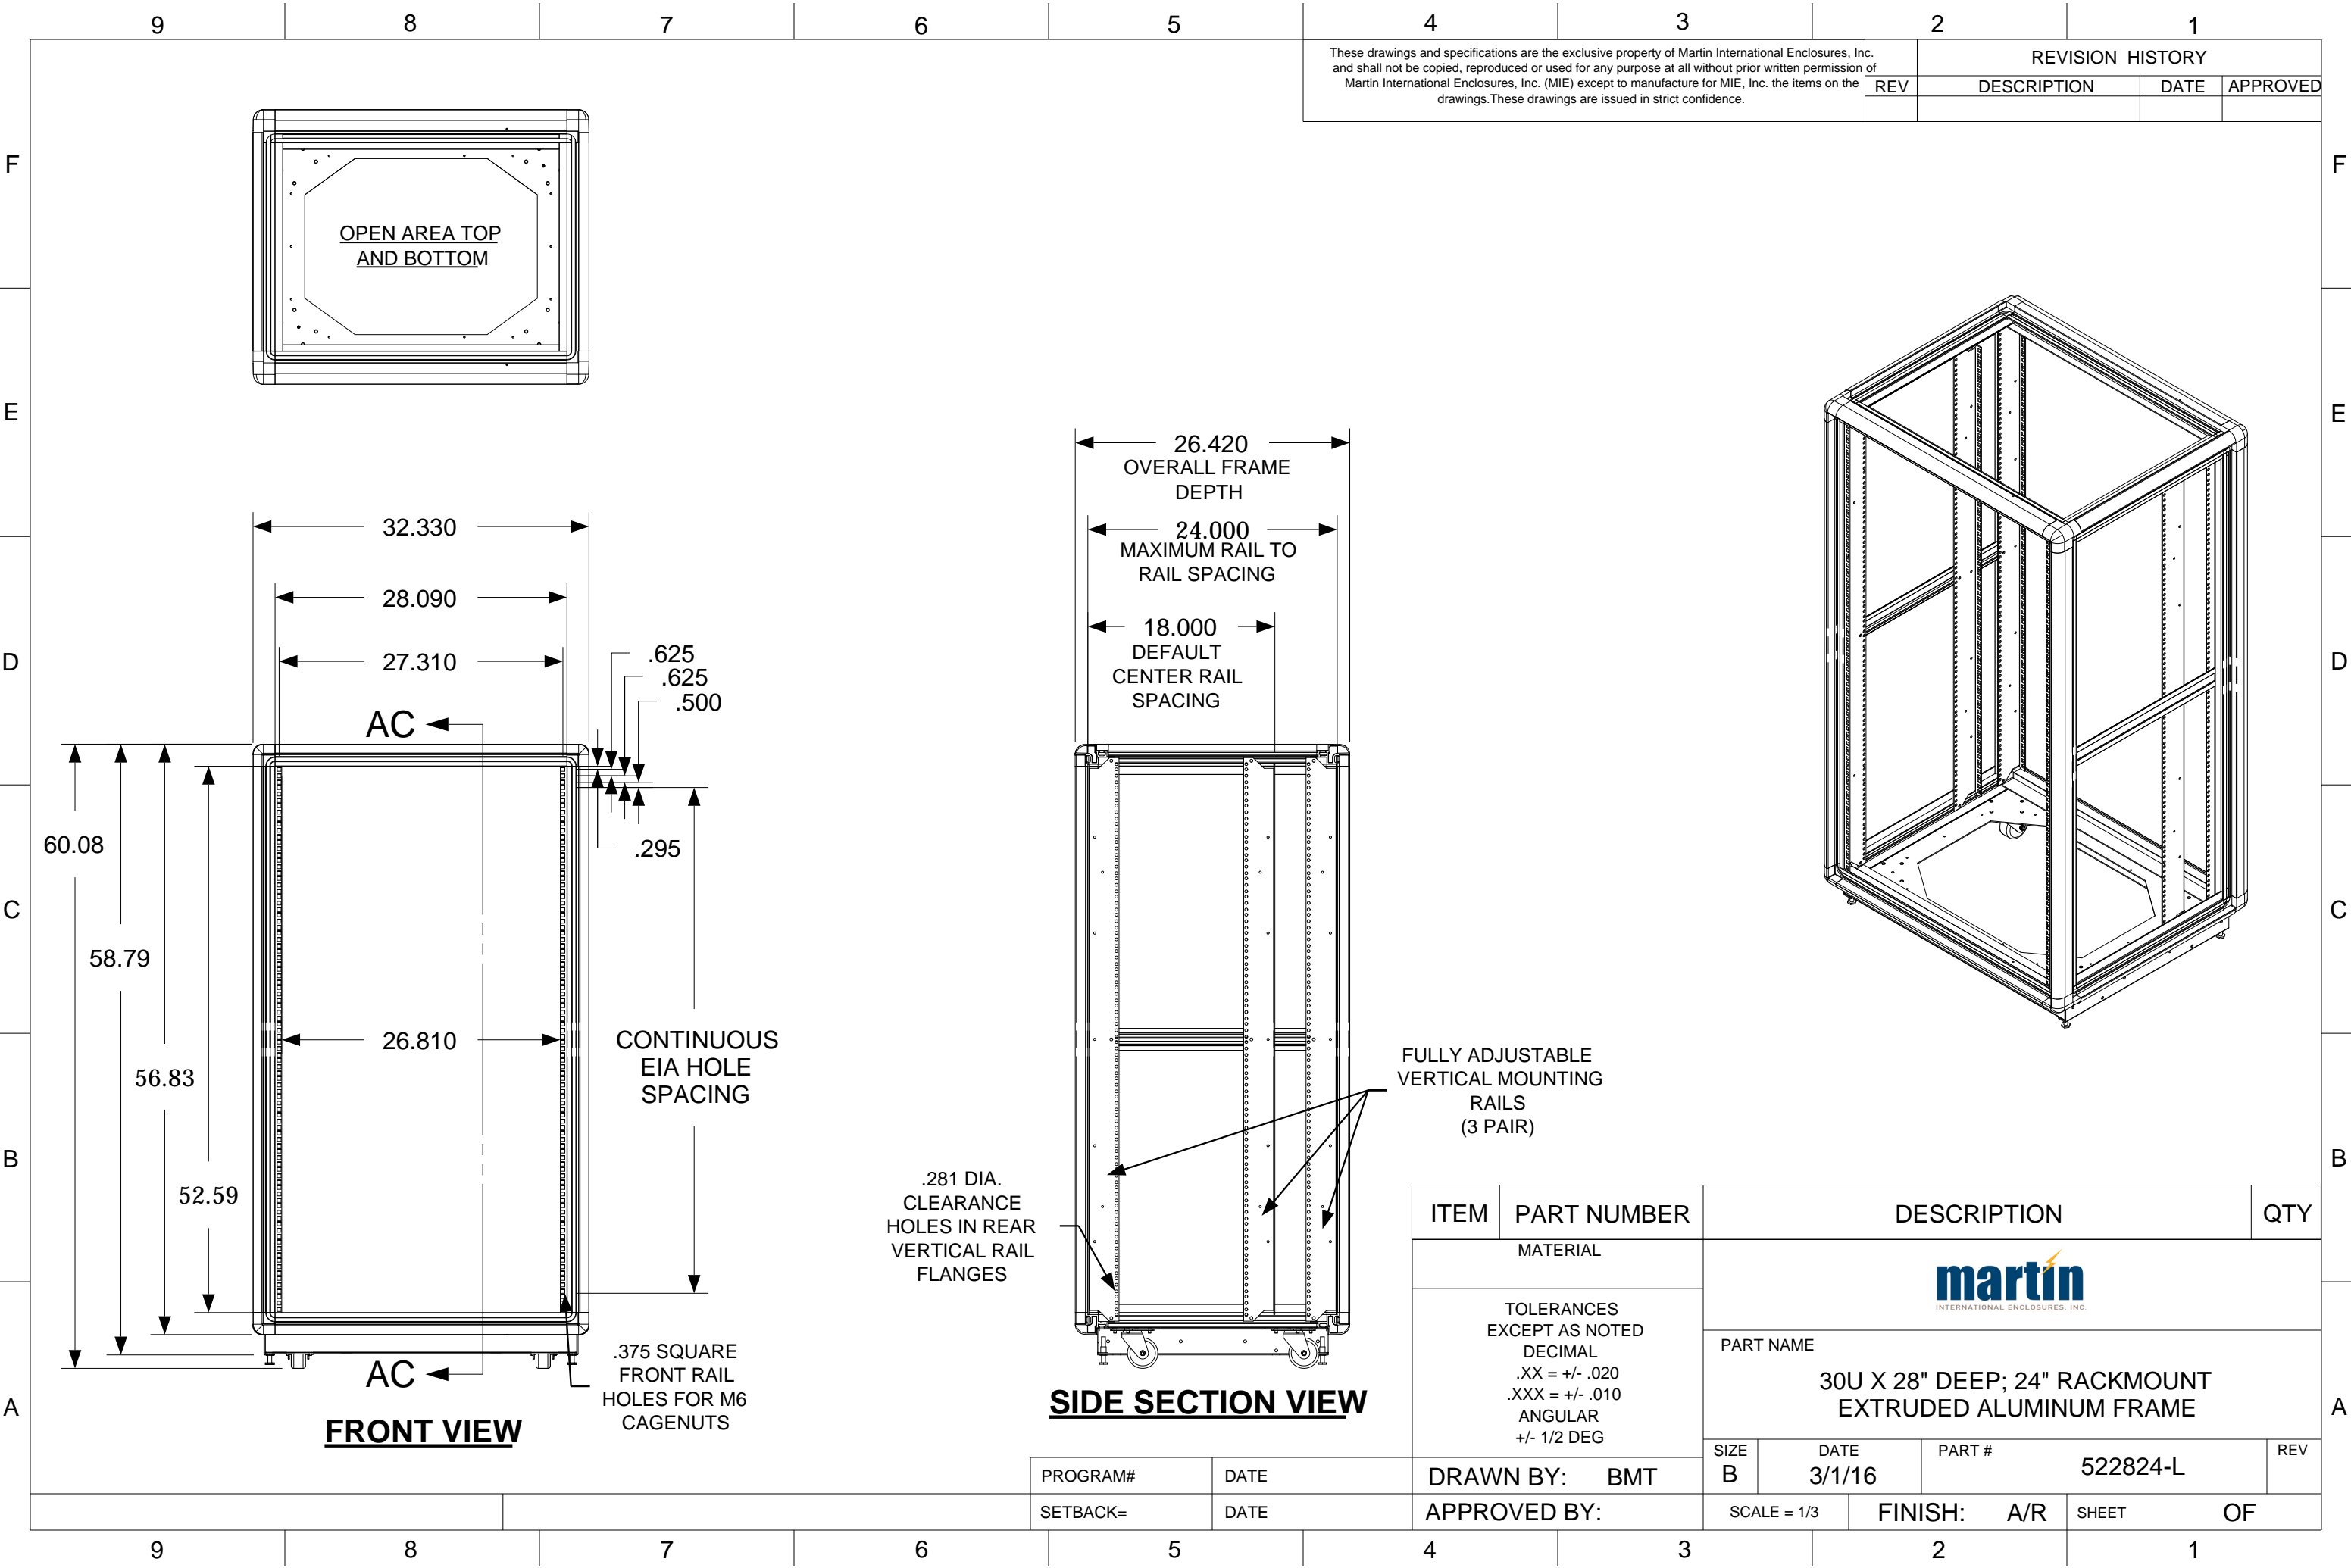 9 8 7 6 5 4 3 2 1
These drawings and specifications are the exclusive property of Martin International Enclosures, Inc.
and shall not be copied, reproduced or used for any purpose at all without prior written permission of
Martin International Enclosures, Inc. (MIE) except to manufacture for MIE, Inc. the items on the
drawings.These drawings are issued in strict confidence.
REVISION HISTORY
REV DESCRIPTION DATE APPROVED
F F
OPEN AREA TOP
AND BOTTOM
E E
26.420
OVERALL FRAME
DEPTH
24.000
MAXIMUM RAIL TO
RAIL SPACING
18.000
DEFAULT
CENTER RAIL
SPACING
32.330
28.090
27.310
D D
.625
.625
.500
AC
.295
60.08
58.79
56.83
52.59
26.810
C C
CONTINUOUS
EIA HOLE
SPACING
FULLY ADJUSTABLE
VERTICAL MOUNTING
RAILS
(3 PAIR)
B B
.281 DIA.
CLEARANCE
HOLES IN REAR
VERTICAL RAIL
FLANGES
AC
.375 SQUARE
FRONT RAIL
HOLES FOR M6
CAGENUTS
FRONT VIEW
SIDE SECTION VIEW
A A
ITEM PART NUMBER DESCRIPTION QTY
MATERIAL
martin
INTERNATIONAL ENCLOSURES, INC.
TOLERANCES
EXCEPT AS NOTED
DECIMAL
.XX = +/- .020
.XXX = +/- .010
ANGULAR
+/- 1/2 DEG
PART NAME
30U X 28" DEEP; 24" RACKMOUNT
EXTRUDED ALUMINUM FRAME
SIZE DATE PART # REV
B 3/1/16 522824-L
PROGRAM# DATE DRAWN BY: BMT
SETBACK= DATE APPROVED BY: SCALE = 1/3 FINISH: A/R SHEET OF
9 8 7 6 5 4 3 2 1